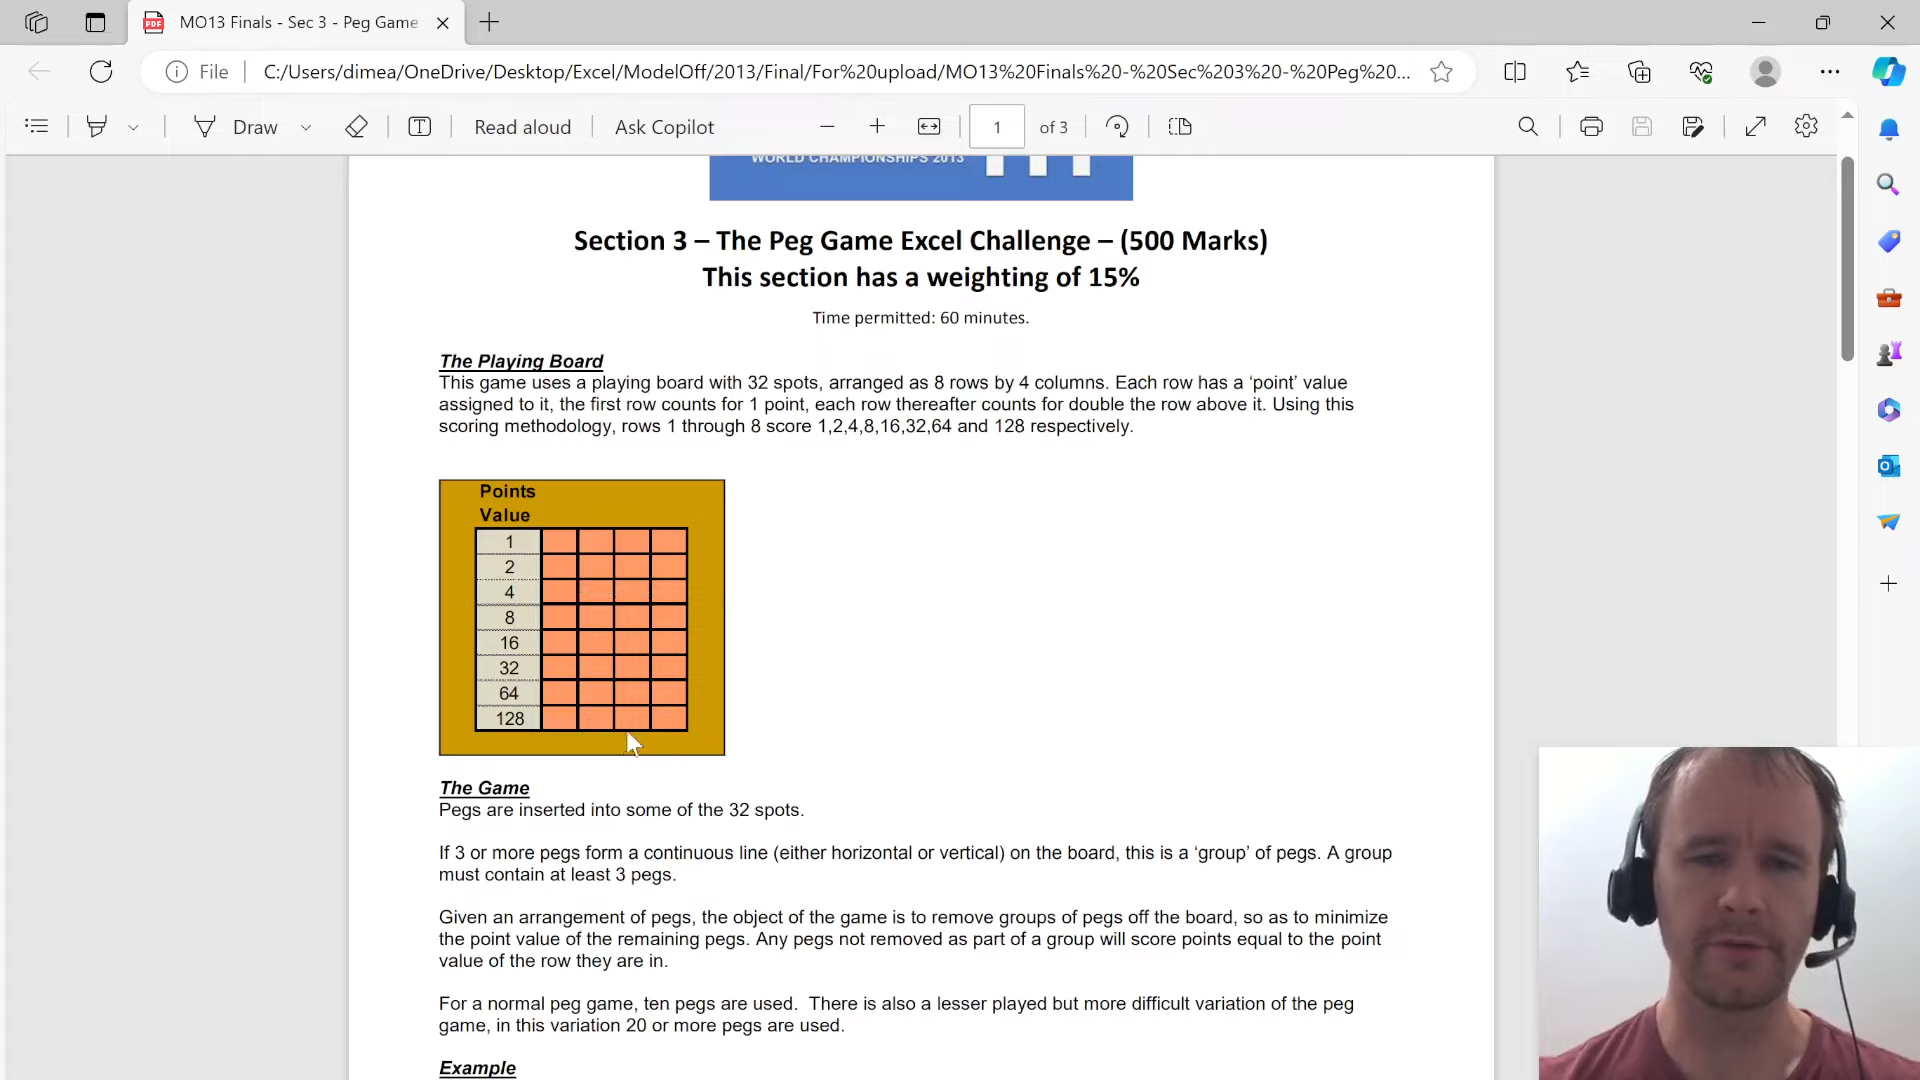 MO13 Finals - Sec 3 - Peg Game
File
C:/Users/dimea/OneDrive/Desktop/Excel/ModelOff/2013/Final/For%20upload/MO13%20Finals%20-%20Sec%203%20-%20Peg%20...
Draw
Read aloud
Ask Copilot
1
of 3
WORLD CHAMPIONSHIPS 2013
Section 3 – The Peg Game Excel Challenge – (500 Marks)
This section has a weighting of 15%
Time permitted: 60 minutes.
The Playing Board
This game uses a playing board with 32 spots, arranged as 8 rows by 4 columns. Each row has a ‘point’ value
assigned to it, the first row counts for 1 point, each row thereafter counts for double the row above it. Using this
scoring methodology, rows 1 through 8 score 1,2,4,8,16,32,64 and 128 respectively.
Points
Value
1
2
4
8
16
32
64
128
The Game
Pegs are inserted into some of the 32 spots.
If 3 or more pegs form a continuous line (either horizontal or vertical) on the board, this is a ‘group’ of pegs. A group
must contain at least 3 pegs.
Given an arrangement of pegs, the object of the game is to remove groups of pegs off the board, so as to minimize
the point value of the remaining pegs. Any pegs not removed as part of a group will score points equal to the point
value of the row they are in.
For a normal peg game, ten pegs are used.  There is also a lesser played but more difficult variation of the peg
game, in this variation 20 or more pegs are used.
Example